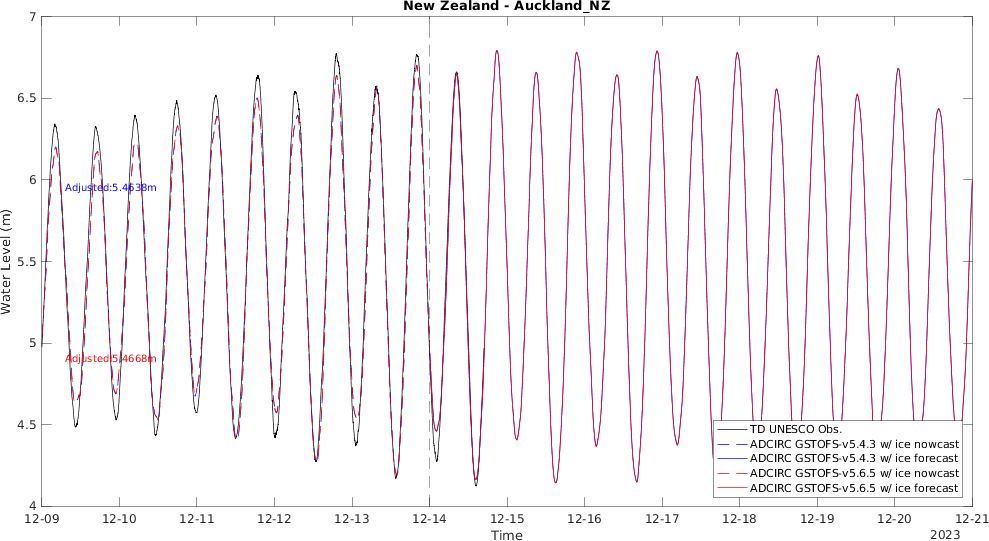 New Zealand - Auckland_NZ
7
6.5
6
5.5
5
4.5
4
Water Level (m)
Adjusted:5.4638m
Adjusted:5.4668m
TD UNESCO Obs.
ADCIRC GSTOFS-v5.4.3 w/ ice nowcast
ADCIRC GSTOFS-v5.4.3 w/ ice forecast
ADCIRC GSTOFS-v5.6.5 w/ ice nowcast
ADCIRC GSTOFS-v5.6.5 w/ ice forecast
12-09 12-10 12-11 12-12 12-13 12-14 12-15 12-16 12-17 12-18 12-19 12-20 12-21
Time
2023